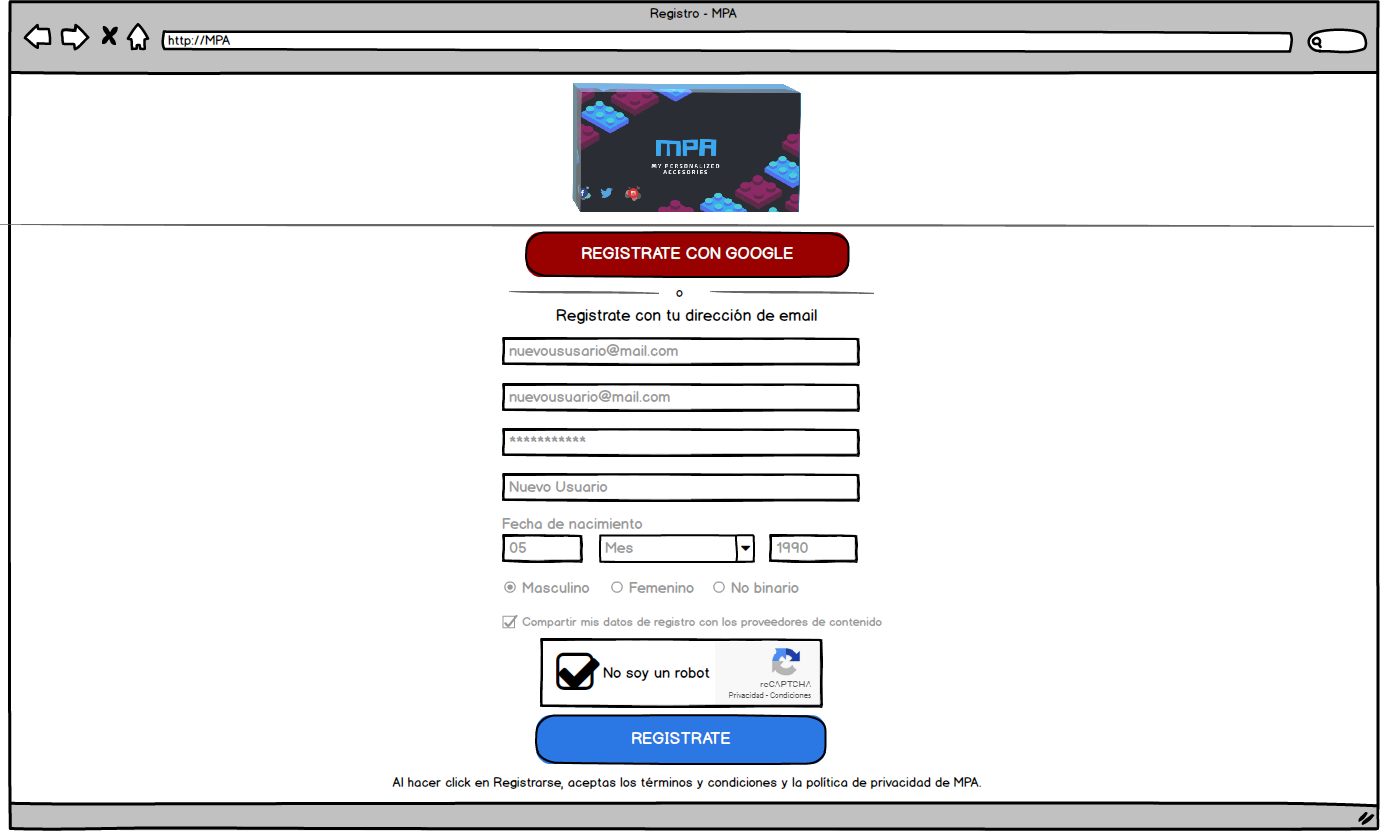 Registro - MPA
http://MPA
MPA
MY PERSONALIZED
ACCESORIES
REGISTRATE CON GOOGLE
o
Registrate con tu dirección de email
nuevoususario@mail.com
nuevousuario@mail.com
***********
Nuevo Usuario
Fecha de nacimiento
05 Mes 1990
Masculino Femenino No binario
Compartir mis datos de registro con los proveedores de contenido
No soy un robot
reCAPTCHA
Privacidad - Condiciones
REGISTRATE
Al hacer click en Registrarse, aceptas los términos y condiciones y la política de privacidad de MPA.